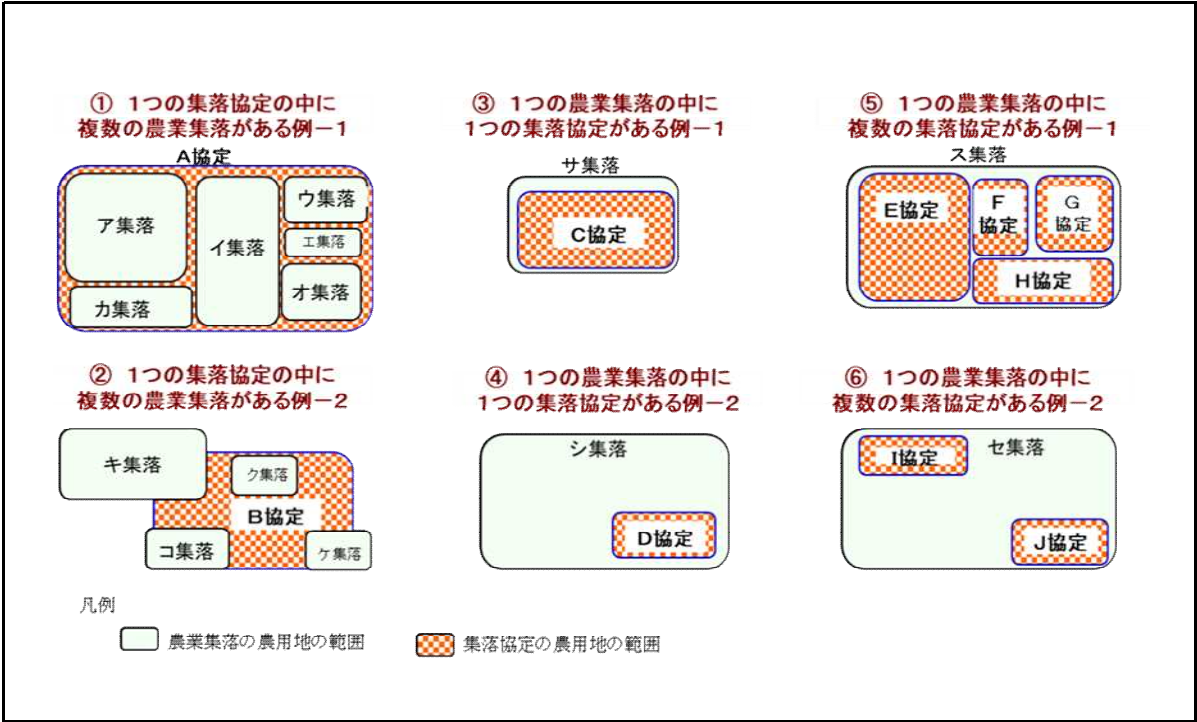 ① 1つの集落協定の中に
複数の農業集落がある例－1
A協定
ア集落
イ集落
ウ集落
エ集落
オ集落
カ集落
③ 1つの農業集落の中に
1つの集落協定がある例－1
サ集落
C協定
⑤ 1つの農業集落の中に
複数の集落協定がある例－1
ス集落
E協定
F
協定
G
協定
H協定
② 1つの集落協定の中に
複数の農業集落がある例－2
キ集落
ク集落
B協定
コ集落
ケ集落
④ 1つの農業集落の中に
1つの集落協定がある例－2
シ集落
D協定
⑥ 1つの農業集落の中に
複数の集落協定がある例－2
I協定
セ集落
J協定
凡例
農業集落の農用地の範囲
集落協定の農用地の範囲